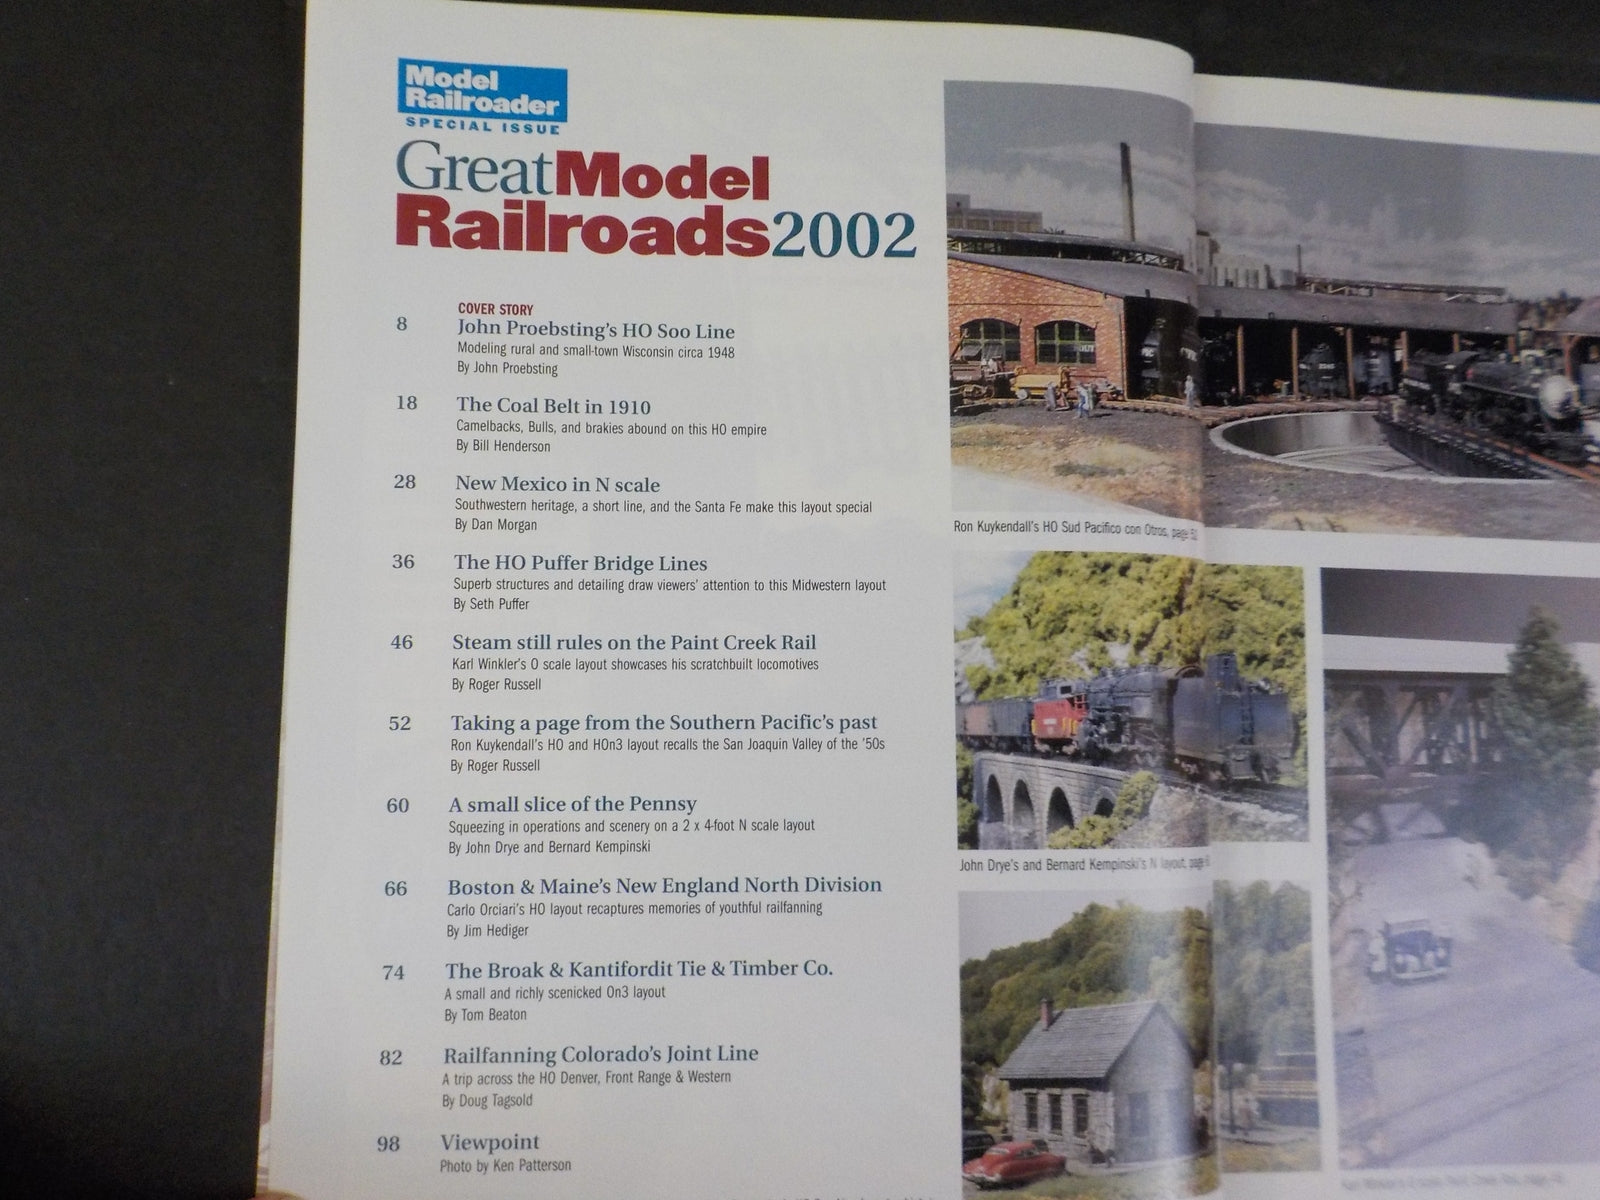 Model
Railroader
SPECIAL ISSUE
Great Model
Railroads 2002
COVER STORY
8 John Proebsting's HO Soo Line
Modeling rural and small-town Wisconsin circa 1948
By John Proebsting
18 The Coal Belt in 1910
Camelbacks, Bulls, and brakies abound on this HO empire
By Bill Henderson
28 New Mexico in N scale
Southwestern heritage, a short line, and the Santa Fe make this layout special
By Dan Morgan
36 The HO Puffer Bridge Lines
Superb structures and detailing draw viewers' attention to this Midwestern layout
By Seth Puffer
46 Steam still rules on the Paint Creek Rail
Karl Winkler's O scale layout showcases his scratchbuilt locomotives
By Roger Russell
52 Taking a page from the Southern Pacific's past
Ron Kuykendall's HO and HOn3 layout recalls the San Joaquin Valley of the '50s
By Roger Russell
60 A small slice of the Pennsy
Squeezing in operations and scenery on a 2 x 4-foot N scale layout
By John Drye and Bernard Kempinski
66 Boston & Maine's New England North Division
Carlo Orciari's HO layout recaptures memories of youthful railfanning
By Jim Hediger
74 The Broak & Kantifordit Tie & Timber Co.
A small and richly scenicked On3 layout
By Tom Beaton
82 Railfanning Colorado's Joint Line
A trip across the HO Denver, Front Range & Western
By Doug Tagsold
98 Viewpoint
Photo by Ken Patterson
Ron Kuykendall's HO Sud Pacifico con Otros, page
John Drye's and Bernard Kempinski's N layout, page